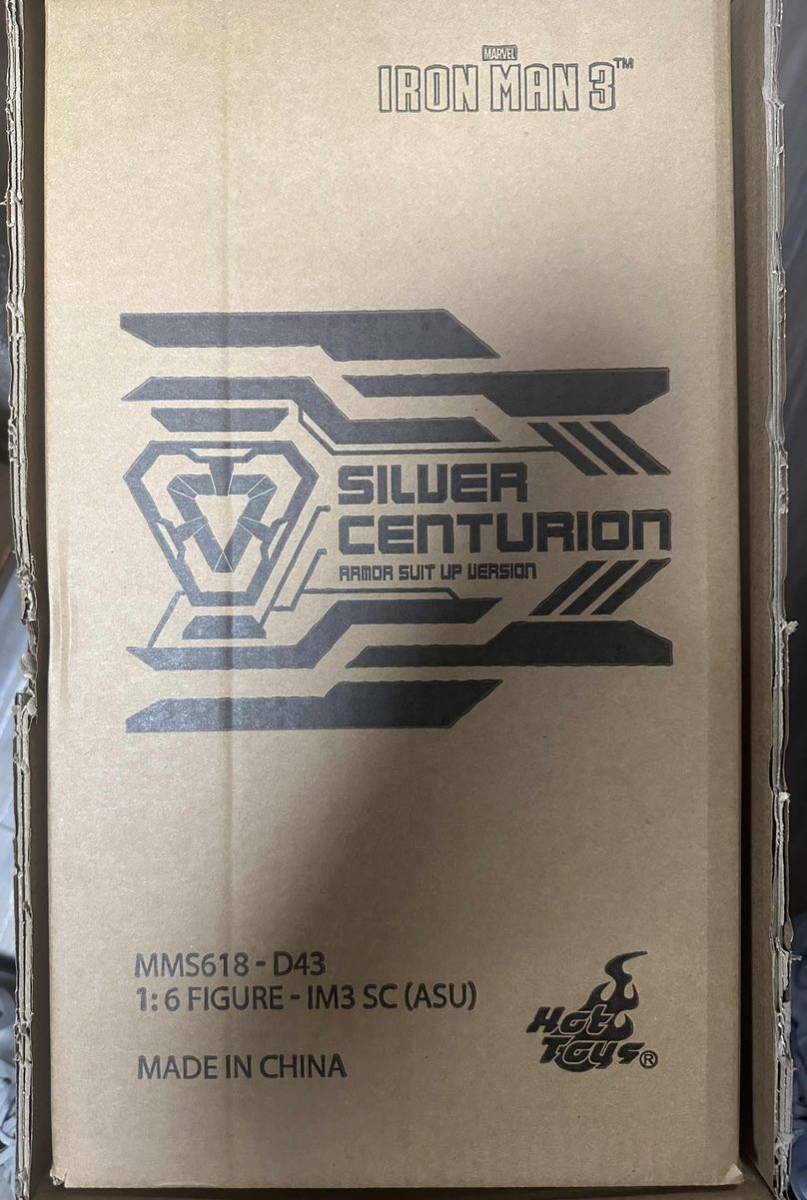 MARVEL
IRON MAN 3™
SILVER
CENTURION
ARMOR SUIT UP VERSION
MMS618 - D43
1:6 FIGURE - IM3 SC (ASU)
MADE IN CHINA
Hot
Toys®